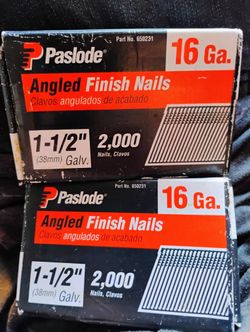 Paslode
Part No. 650231
16 Ga.
Angled Finish Nails
Clavos angulados de acabado
1-1/2"
(38mm) Galv.
2,000
Nails, Clavos
Paslode
Part No. 650231
16 Ga.
Angled Finish Nails
Clavos angulados de acabado
1-1/2"
(38mm) Galv.
2,000
Nails, Clavos